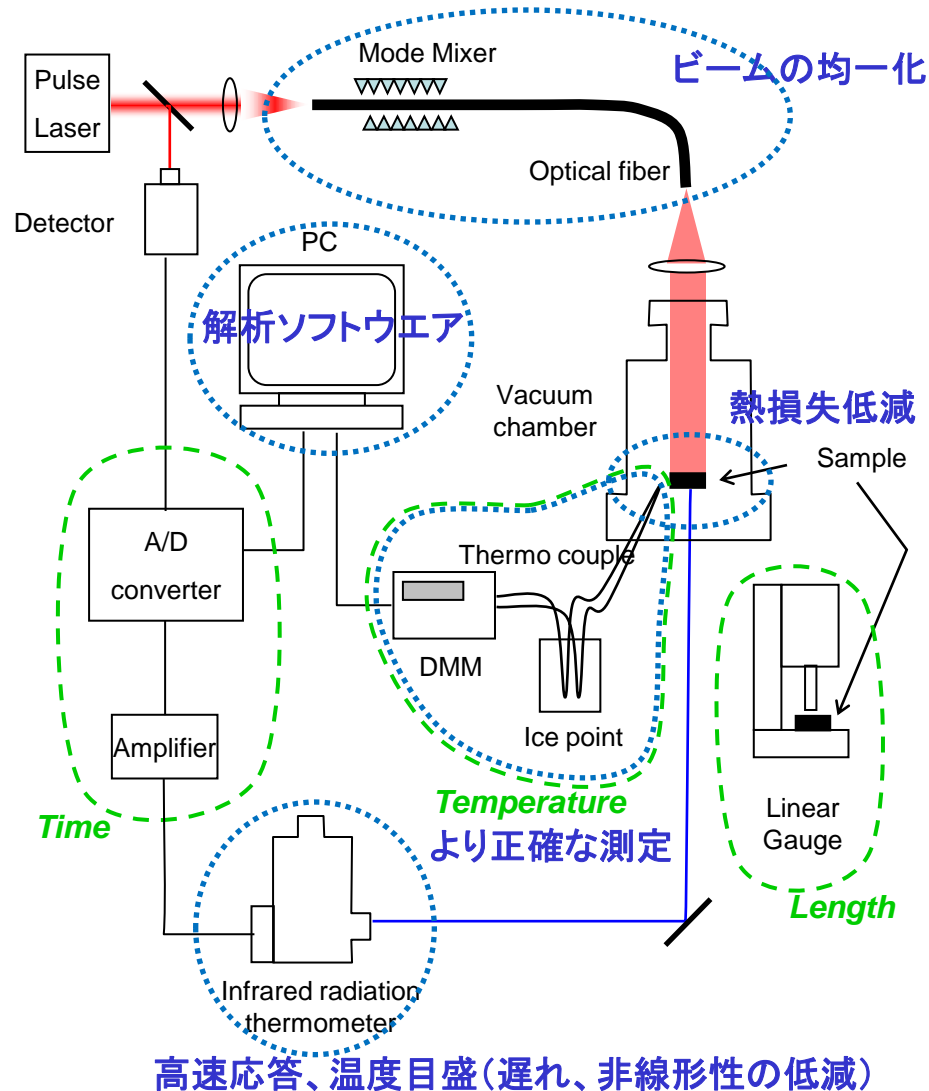 Mode Mixer
ビームの均一化
Pulse
Laser
Optical fiber
Detector
PC
解析ソフトウエア
Vacuum
chamber
熱損失低減
Sample
A/D
converter
Thermo couple
DMM
Ice point
Amplifier
Time
Temperature
より正確な測定
Linear
Gauge
Length
Infrared radiation
thermometer
高速応答、温度目盛(遅れ、非線形性の低減)